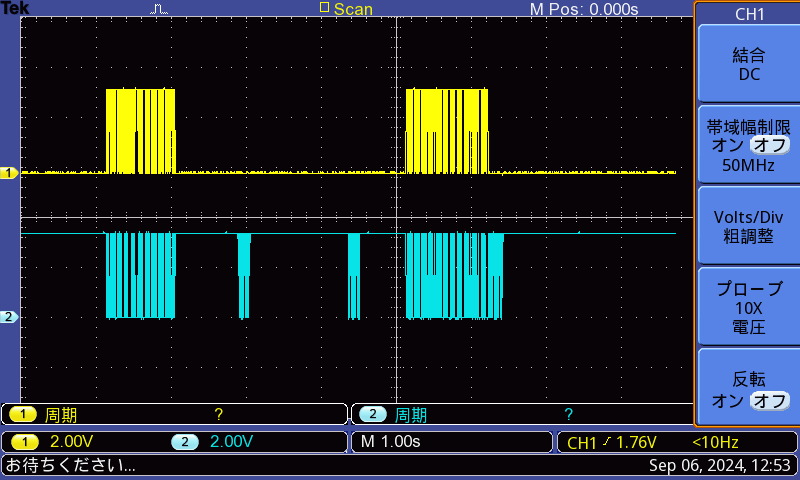 Tek Scan M Pos: 0.000s
CH1
結合
DC
帯域幅制限
オン オフ
50MHz
Volts/Div
粗調整
プローブ
10X
電圧
反転
オン オフ
1
2
1 周期 ? 2 周期 ?
1 2.00V 2 2.00V M 1.00s CH1 1.76V <10Hz
お待ちください... Sep 06, 2024, 12:53